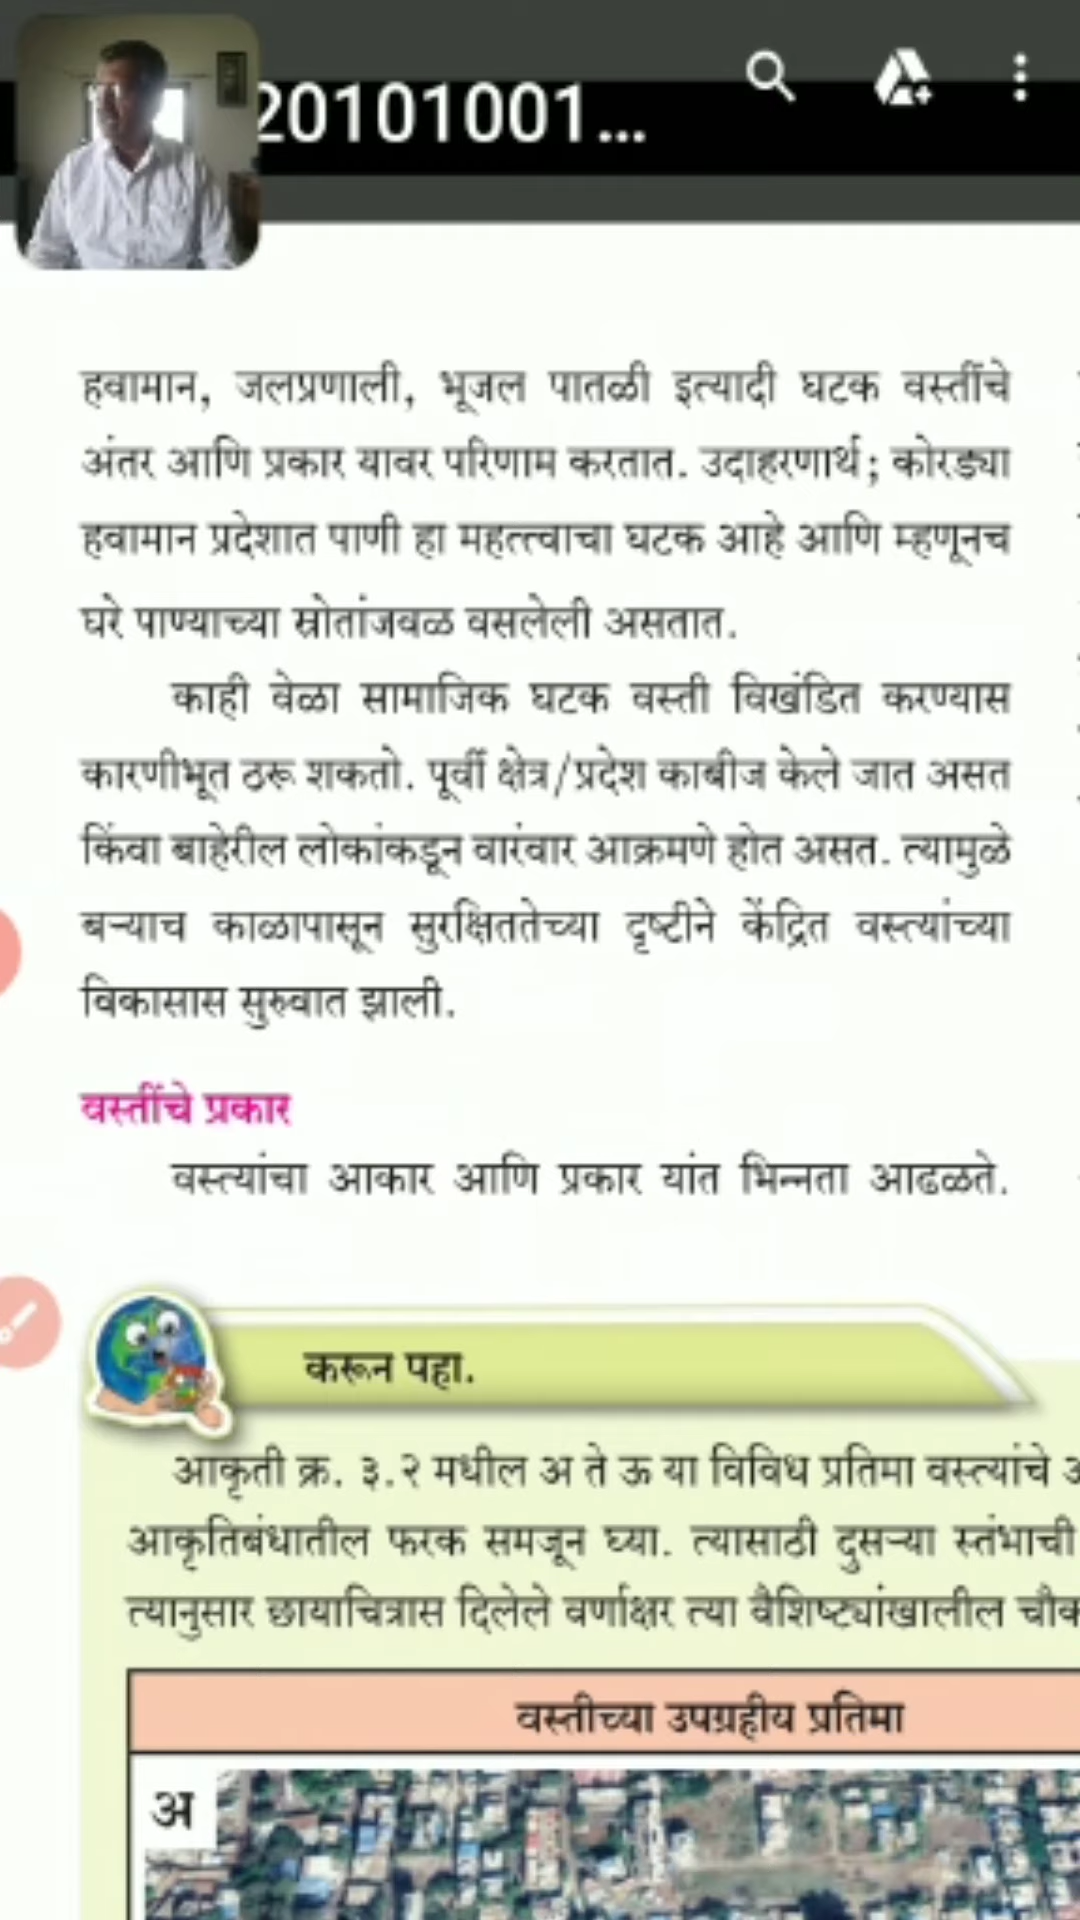 20101001...
हवामान, जलप्रणाली, भूजल पातळी इत्यादी घटक वस्तींचे
अंतर आणि प्रकार यावर परिणाम करतात. उदाहरणार्थ; कोरड्या
हवामान प्रदेशात पाणी हा महत्त्वाचा घटक आहे आणि म्हणूनच
घरे पाण्याच्या स्रोतांजवळ वसलेली असतात.
काही वेळा सामाजिक घटक वस्ती विखंडित करण्यास
कारणीभूत ठरू शकतो. पूर्वी क्षेत्र/प्रदेश काबीज केले जात असत
किंवा बाहेरील लोकांकडून वारंवार आक्रमणे होत असत. त्यामुळे
बऱ्याच काळापासून सुरक्षिततेच्या दृष्टीने केंद्रित वस्त्यांच्या
विकासास सुरुवात झाली.
वस्तींचे प्रकार
वस्त्यांचा आकार आणि प्रकार यांत भिन्नता आढळते.
करून पहा.
आकृती क्र. ३.२ मधील अ ते ऊ या विविध प्रतिमा वस्त्यांचे
आकृतिबंधातील फरक समजून घ्या. त्यासाठी दुसऱ्या स्तंभाची
त्यानुसार छायाचित्रास दिलेले वर्णाक्षर त्या वैशिष्ट्यांखालील
वस्तीच्या उपग्रहीय प्रतिमा
अ